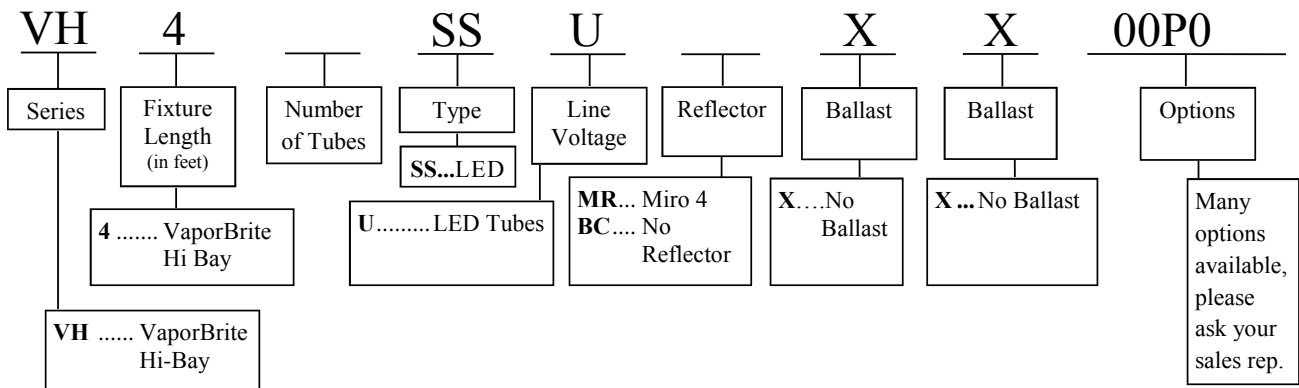 VH 4 SS U X X 00P0
Series
Fixture
Length
(in feet)
Number
of Tubes
Type
Line
Voltage
Reflector
Ballast
Ballast
Options
SS...LED
4 ....... VaporBrite
Hi Bay
U.........LED Tubes
MR... Miro 4
BC.... No
Reflector
X....No
Ballast
X ... No Ballast
Many
options
available,
please
ask your
sales rep.
VH ...... VaporBrite
Hi-Bay